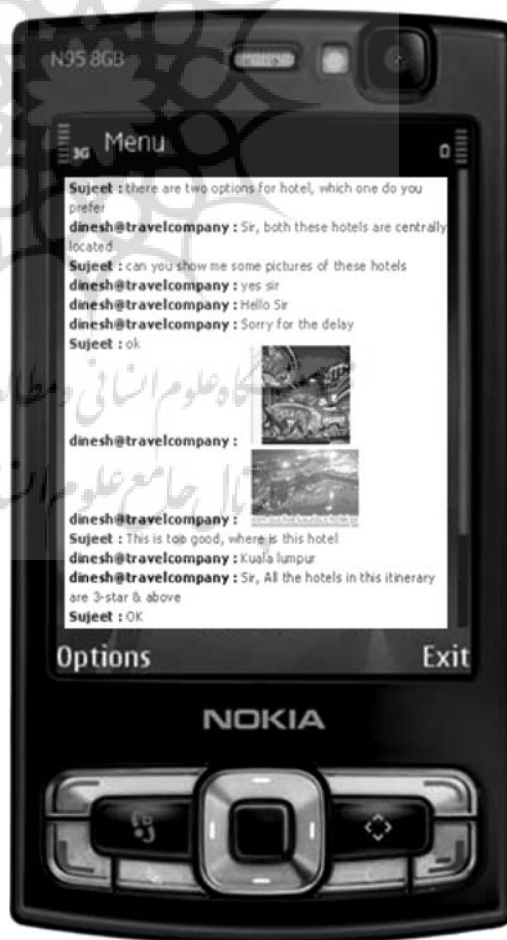 N95 8GB
3G Menu
Sujeet : there are two options for hotel, which one do you
prefer
dinesh@travelcompany : Sir, both these hotels are centrally
located
Sujeet : can you show me some pictures of these hotels
dinesh@travelcompany : yes sir
dinesh@travelcompany : Hello Sir
dinesh@travelcompany : Sorry for the delay
Sujeet : ok
dinesh@travelcompany :
dinesh@travelcompany :
Sujeet : This is too good, where is this hotel
dinesh@travelcompany : Kuala lumpur
dinesh@travelcompany : Sir, All the hotels in this itinerary
are 3-star & above
Sujeet : OK
Options Exit
NOKIA